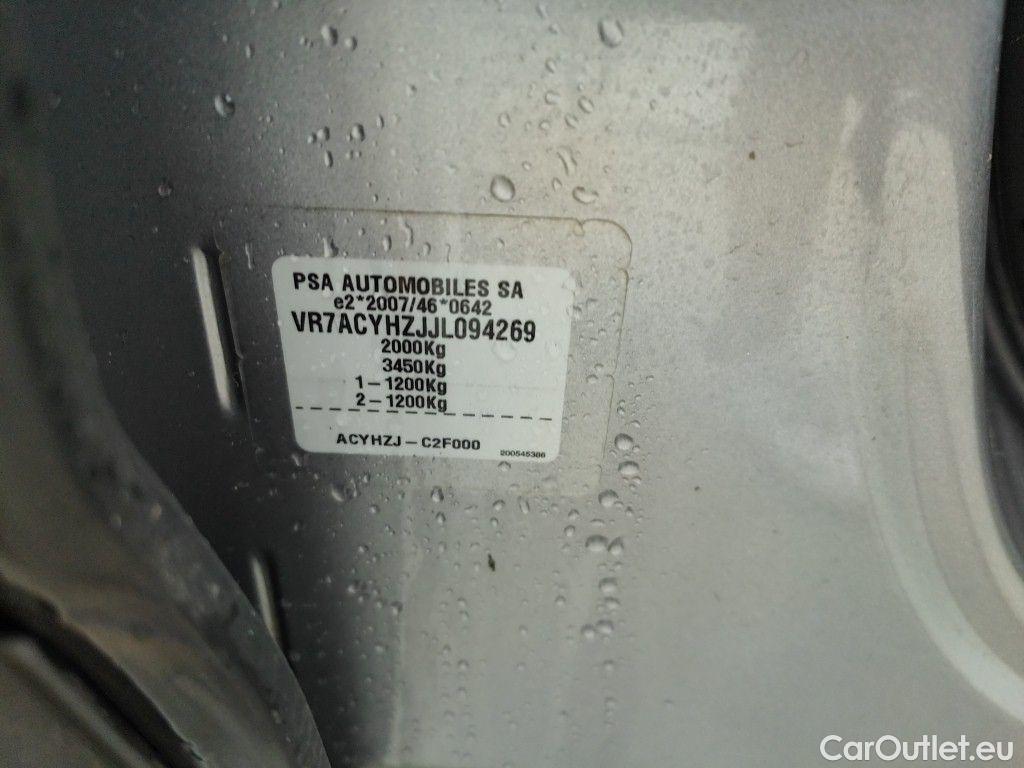 PSA AUTOMOBILES SA
e2*2007/46*0642
VR7ACYHZJJL094269
2000Kg
3450Kg
1-1200Kg
2-1200Kg
ACYHZJ-C2F000
200545386
CarOutlet.eu